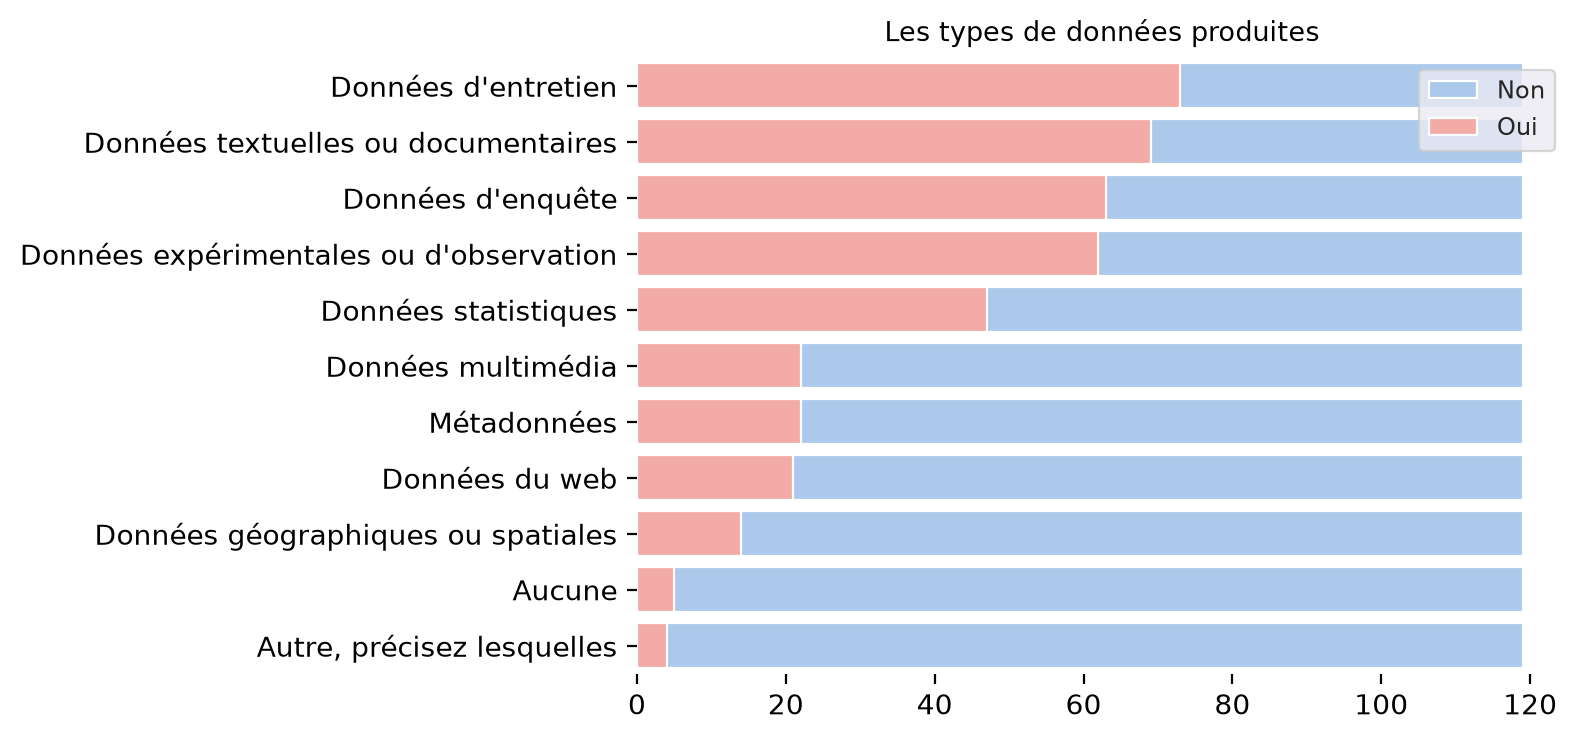 Les types de données produites
Données d'entretien
Données textuelles ou documentaires
Données d'enquête
Données expérimentales ou d'observation
Données statistiques
Données multimédia
Métadonnées
Données du web
Données géographiques ou spatiales
Aucune
Autre, précisez lesquelles
Non
Oui
0 20 40 60 80 100 120